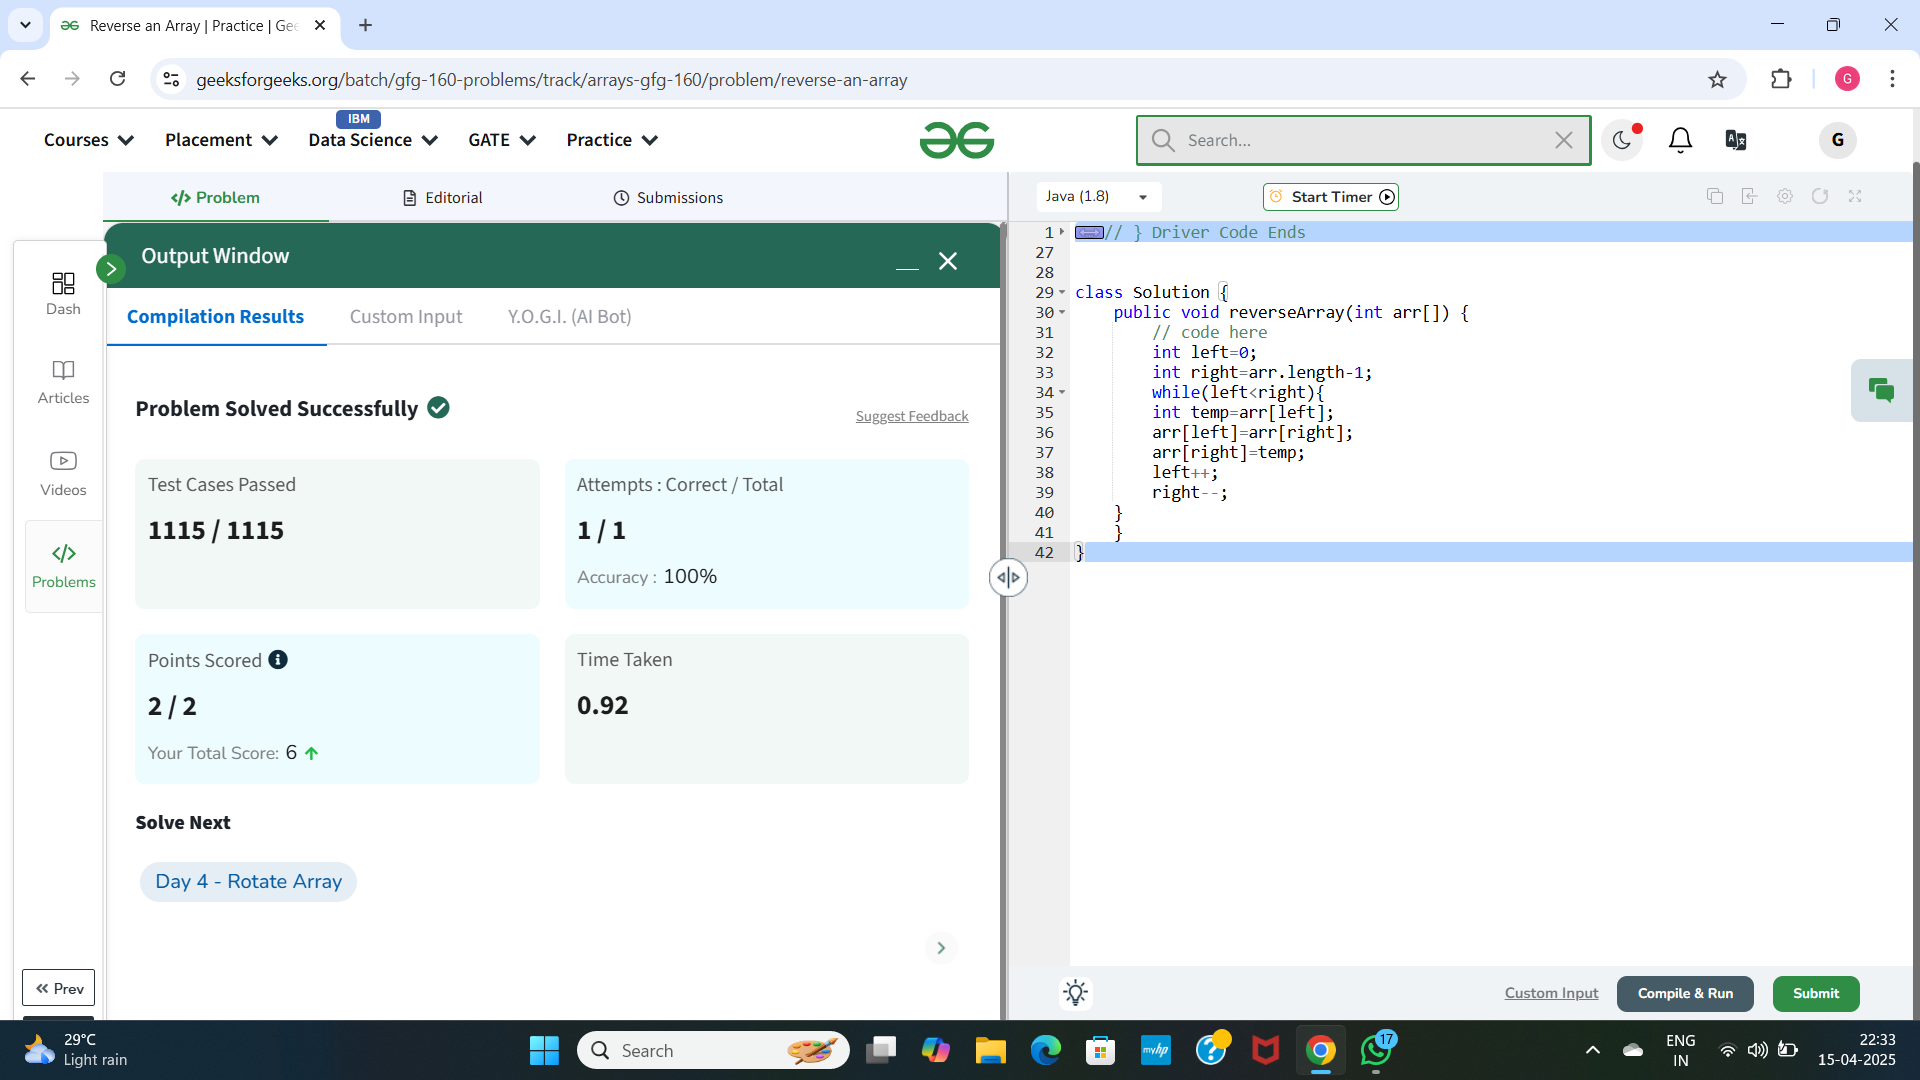 Reverse an Array | Practice | Gee
geeksforgeeks.org/batch/gfg-160-problems/track/arrays-gfg-160/problem/reverse-an-array
G
IBM
Courses Placement Data Science GATE Practice
Search...
G
Problem Editorial Submissions
Java (1.8) Start Timer
Dash
Articles
Videos
Problems
Prev
Output Window
Compilation Results Custom Input Y.O.G.I. (AI Bot)
Problem Solved Successfully
Suggest Feedback
Test Cases Passed
1115 / 1115
Attempts : Correct / Total
1 / 1
Accuracy : 100%
Points Scored
2 / 2
Your Total Score: 6
Time Taken
0.92
Solve Next
Day 4 - Rotate Array
1 // } Driver Code Ends
27
28
29 class Solution {
30 public void reverseArray(int arr[]) {
31 // code here
32 int left=0;
33 int right=arr.length-1;
34 while(left<right){
35 int temp=arr[left];
36 arr[left]=arr[right];
37 arr[right]=temp;
38 left++;
39 right--;
40 }
41 }
42 }
Custom Input Compile & Run Submit
29°C
Light rain
Search
myhp
17
ENG
IN
22:33
15-04-2025